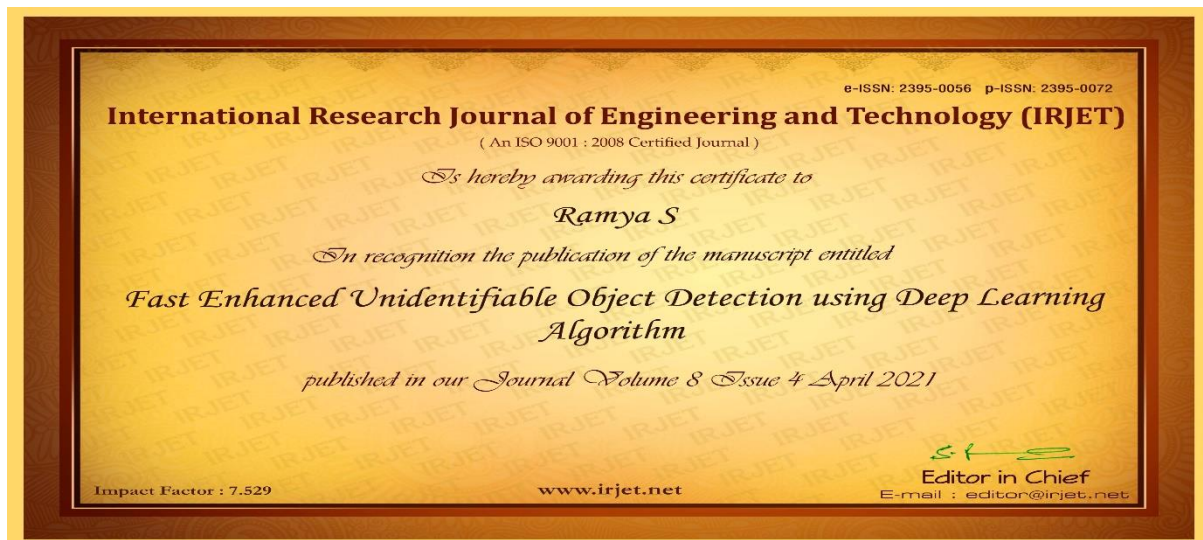 e-ISSN: 2395-0056 p-ISSN: 2395-0072
International Research Journal of Engineering and Technology (IRJET)
( An ISO 9001 : 2008 Certified Journal )
Is hereby awarding this certificate to
Ramya S
In recognition the publication of the manuscript entitled
Fast Enhanced Unidentifiable Object Detection using Deep Learning
Algorithm
published in our Journal Volume 8 Issue 4 April 2021
Editor in Chief
Impact Factor : 7.529
www.irjet.net
E-mail : editor@irjet.net